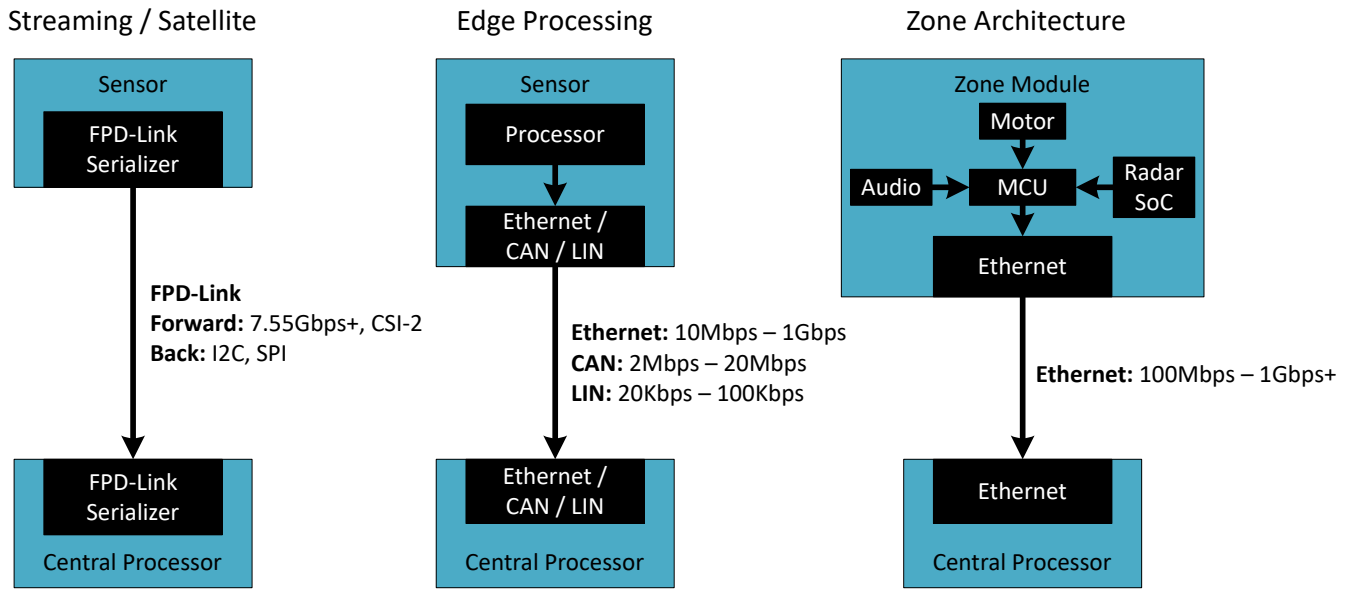 Streaming / Satellite
Sensor
FPD-Link
Serializer
FPD-Link
Forward: 7.55Gbps+, CSI-2
Back: I2C, SPI
FPD-Link
Serializer
Central Processor
Edge Processing
Sensor
Processor
Ethernet /
CAN / LIN
Ethernet: 10Mbps – 1Gbps
CAN: 2Mbps – 20Mbps
LIN: 20Kbps – 100Kbps
Ethernet /
CAN / LIN
Central Processor
Zone Architecture
Zone Module
Motor
Audio
MCU
Radar
SoC
Ethernet
Ethernet: 100Mbps – 1Gbps+
Ethernet
Central Processor